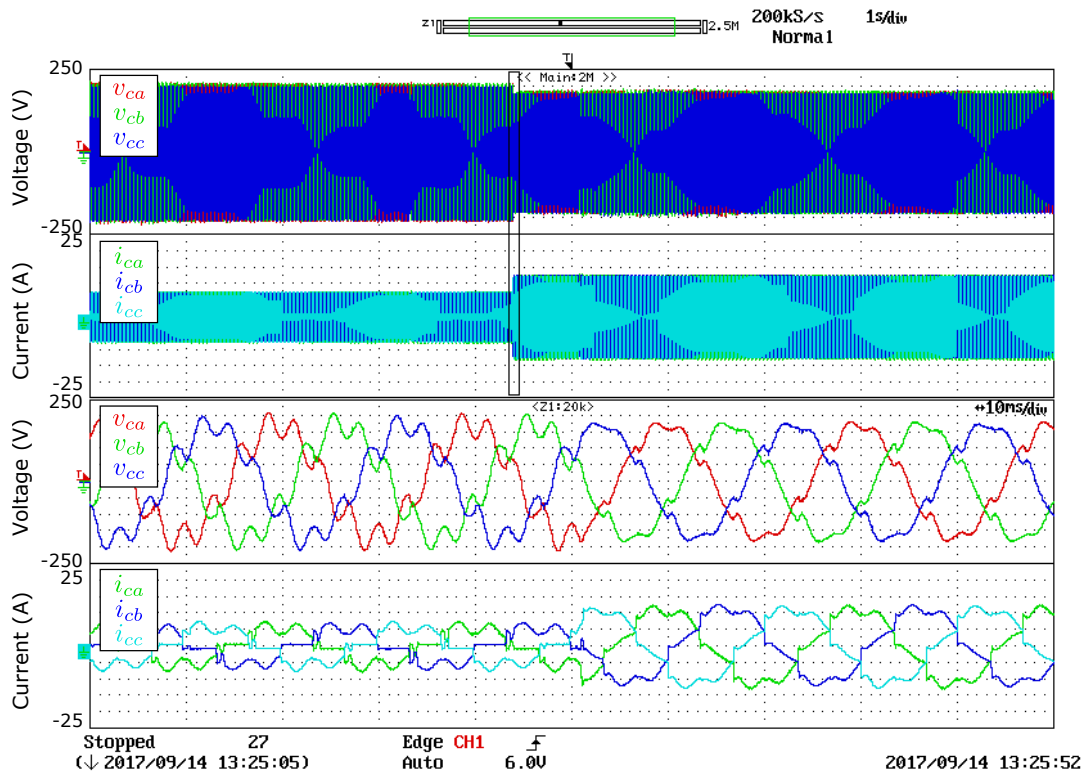 200kS/s 1s/div
Z1 2.5M
Normal
T
<< Main:2M >>
250
Voltage (V)
-250
v_ca
v_cb
v_cc
T
25
Current (A)
-25
i_ca
i_cb
i_cc
250
Voltage (V)
-250
v_ca
v_cb
v_cc
T
<Z1:20k>
↔10ms/div
25
Current (A)
-25
i_ca
i_cb
i_cc
Stopped 27 Edge CH1
(↓ 2017/09/14 13:25:05) Auto 6.0V 2017/09/14 13:25:52